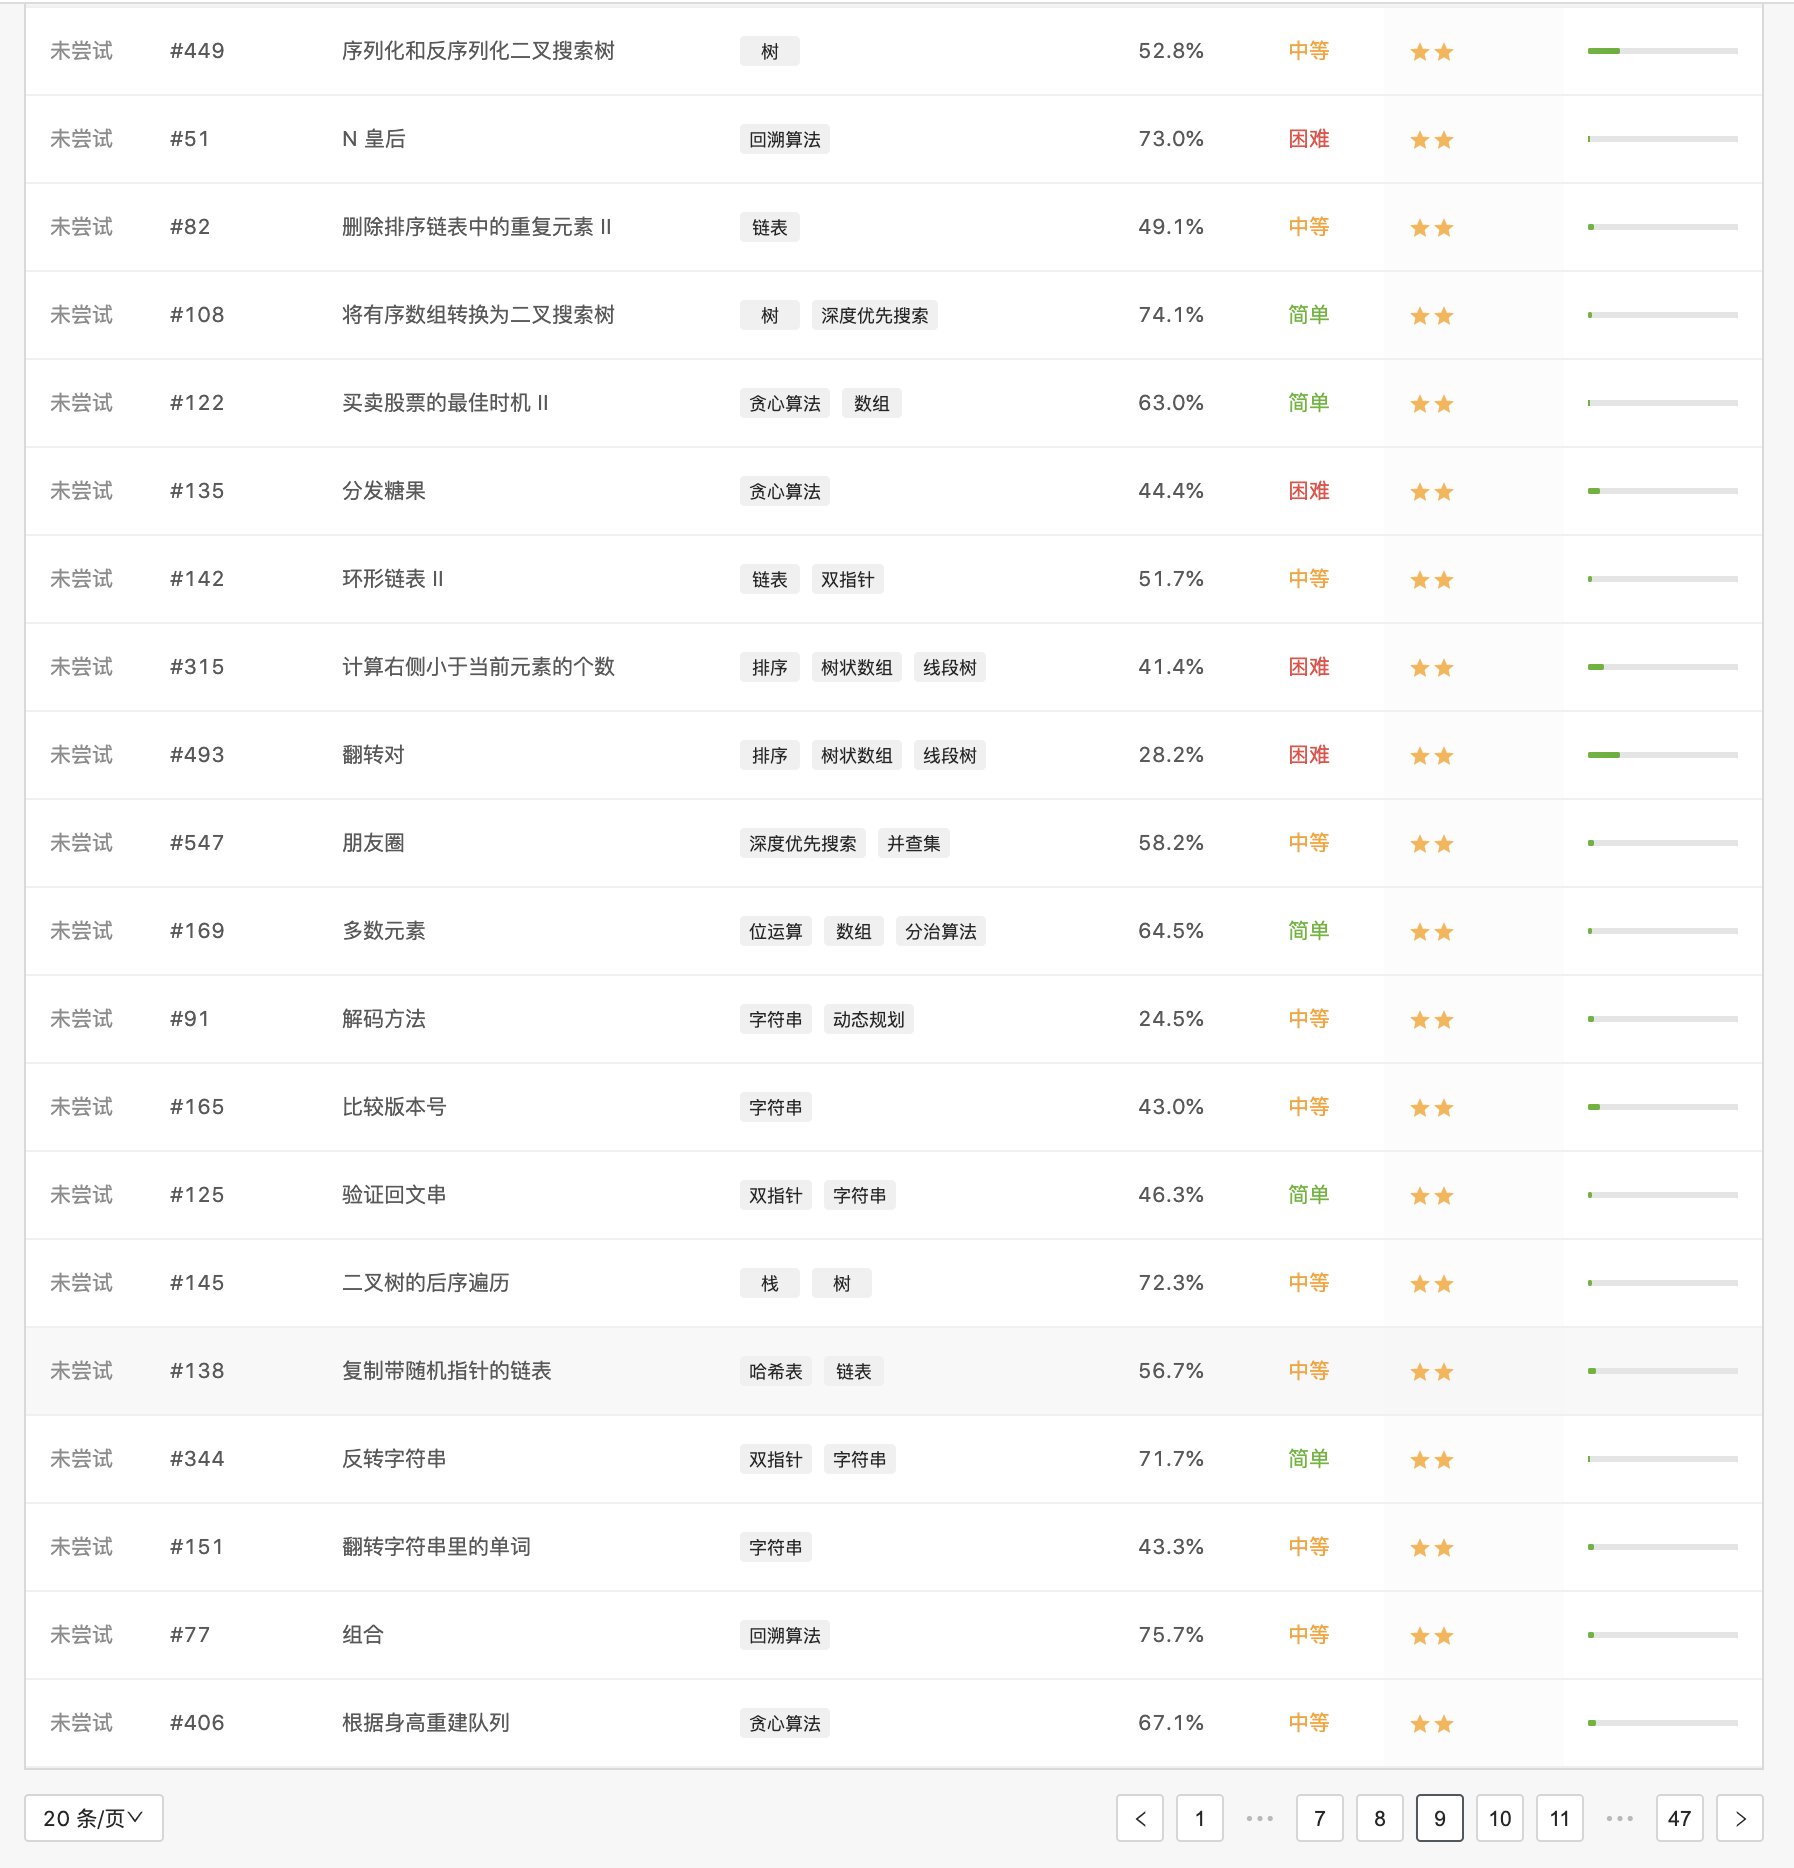 未尝试 #449 序列化和反序列化二叉搜索树 树 52.8% 中等
未尝试 #51 N 皇后 回溯算法 73.0% 困难
未尝试 #82 删除排序链表中的重复元素 II 链表 49.1% 中等
未尝试 #108 将有序数组转换为二叉搜索树 树 深度优先搜索 74.1% 简单
未尝试 #122 买卖股票的最佳时机 II 贪心算法 数组 63.0% 简单
未尝试 #135 分发糖果 贪心算法 44.4% 困难
未尝试 #142 环形链表 II 链表 双指针 51.7% 中等
未尝试 #315 计算右侧小于当前元素的个数 排序 树状数组 线段树 41.4% 困难
未尝试 #493 翻转对 排序 树状数组 线段树 28.2% 困难
未尝试 #547 朋友圈 深度优先搜索 并查集 58.2% 中等
未尝试 #169 多数元素 位运算 数组 分治算法 64.5% 简单
未尝试 #91 解码方法 字符串 动态规划 24.5% 中等
未尝试 #165 比较版本号 字符串 43.0% 中等
未尝试 #125 验证回文串 双指针 字符串 46.3% 简单
未尝试 #145 二叉树的后序遍历 栈 树 72.3% 中等
未尝试 #138 复制带随机指针的链表 哈希表 链表 56.7% 中等
未尝试 #344 反转字符串 双指针 字符串 71.7% 简单
未尝试 #151 翻转字符串里的单词 字符串 43.3% 中等
未尝试 #77 组合 回溯算法 75.7% 中等
未尝试 #406 根据身高重建队列 贪心算法 67.1% 中等
20 条/页 < 1 ••• 7 8 9 10 11 ••• 47 >